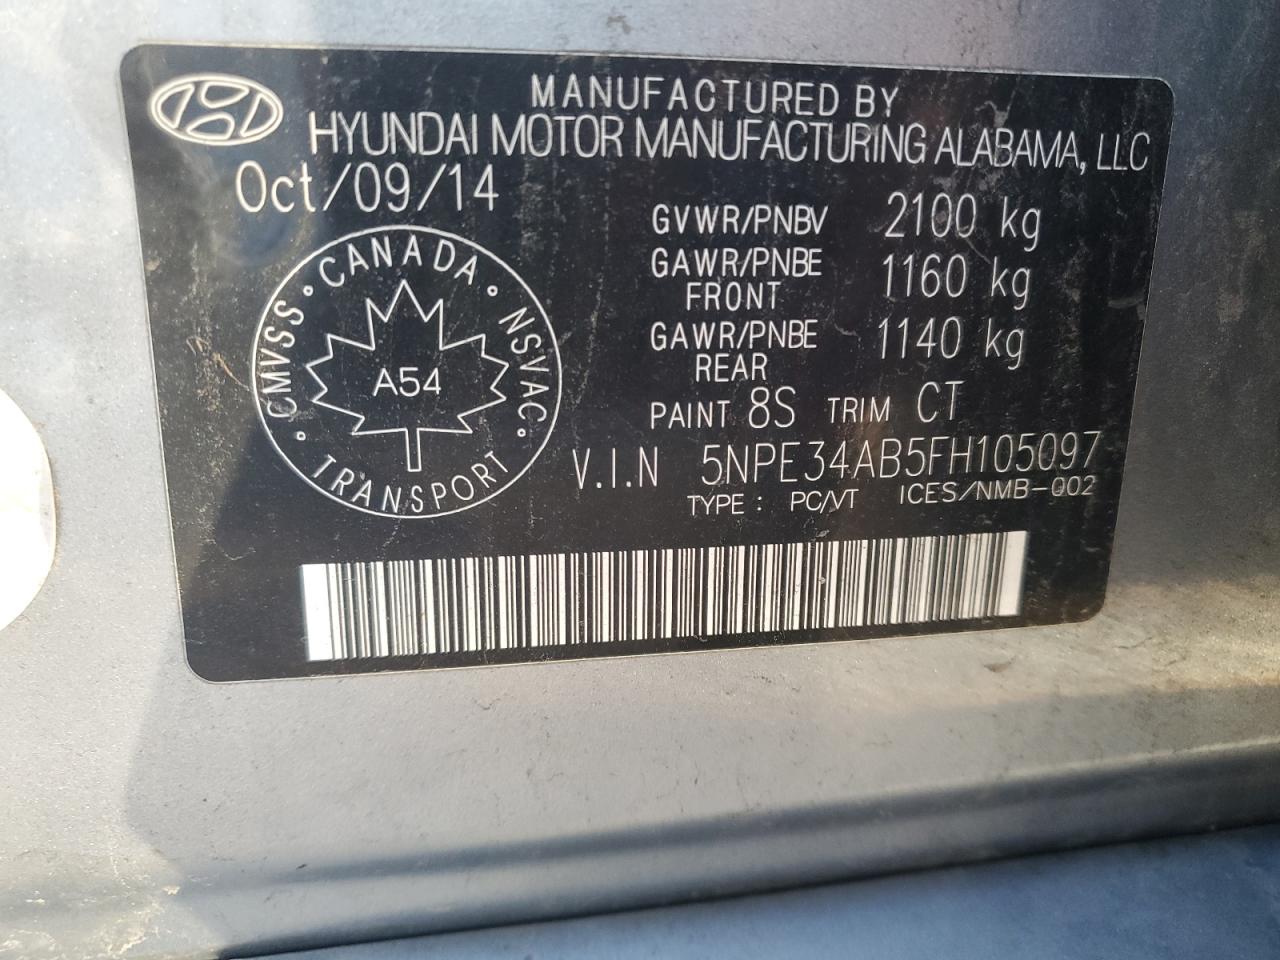 MANUFACTURED BY
HYUNDAI MOTOR MANUFACTURING ALABAMA, LLC
Oct/09/14
GVWR/PNBV 2100 kg
GAWR/PNBE 1160 kg
FRONT
GAWR/PNBE 1140 kg
REAR
PAINT 8S TRIM CT
V.I.N 5NPE34AB5FH105097
TYPE : PC/VT ICES/NMB-002
CMVSS • CANADA • NSVAC • TRANSPORT •
A54